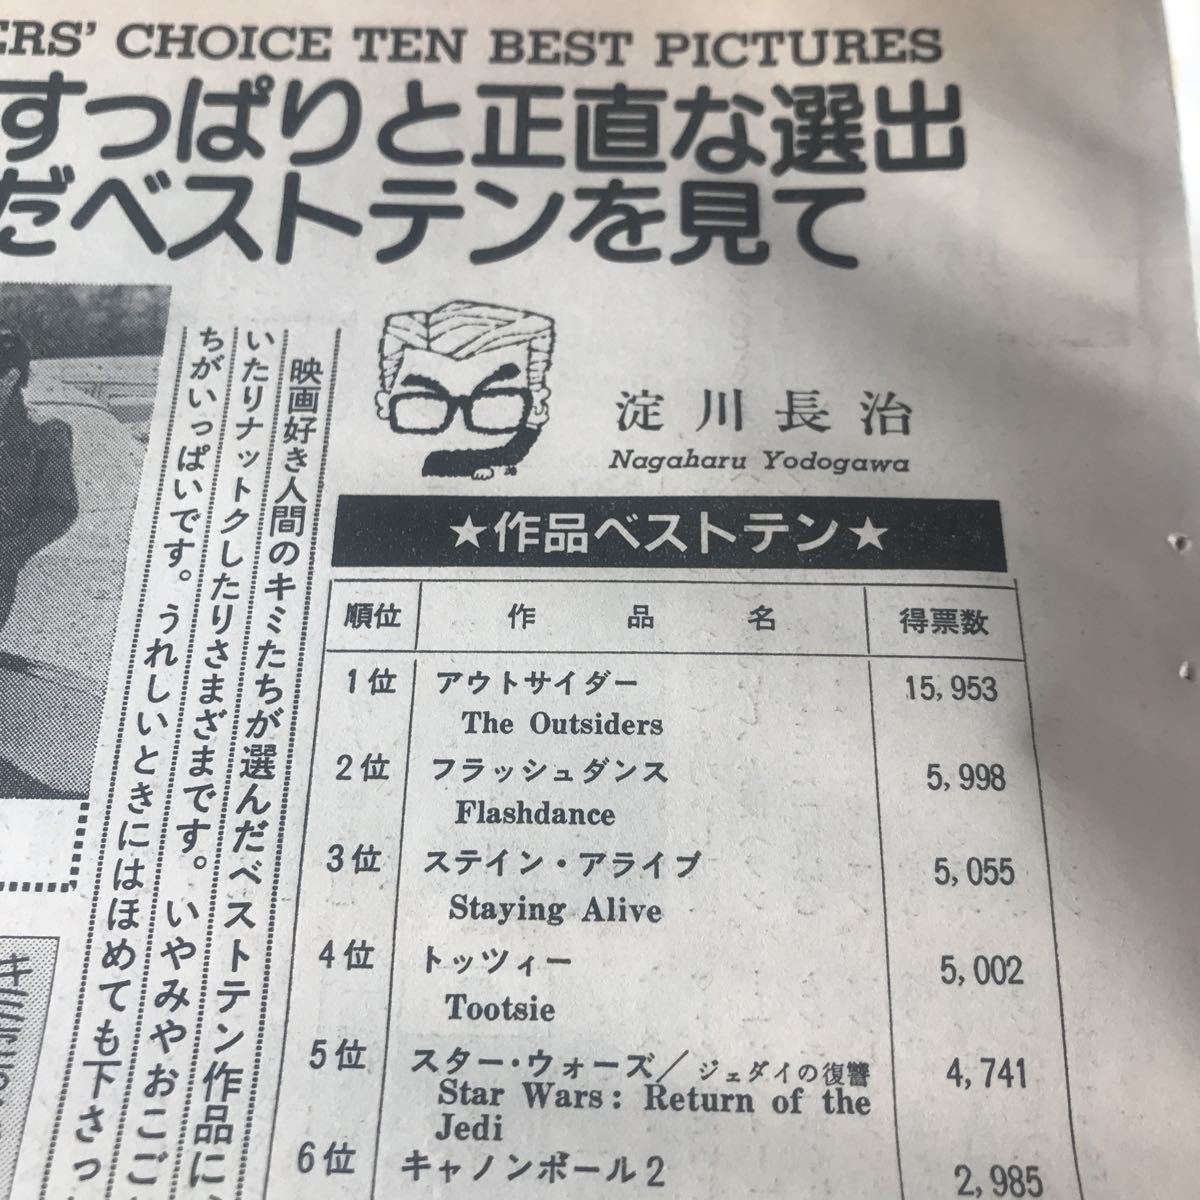 ERS' CHOICE TEN BEST PICTURES
すっぱりと正直な選出
だベストテンを見て
淀川長治
Nagaharu Yodogawa
映画好き人間のキミたちが選んだベストテン作品に
いたりナットクしたりさまざまです。いやみやおこご
ちがいっぱいです。うれしいときにはほめても下さっ
★作品ベストテン★
順位 作品名 得票数
1位 アウトサイダー 15,953
The Outsiders
2位 フラッシュダンス 5,998
Flashdance
3位 ステイン・アライブ 5,055
Staying Alive
4位 トッツィー 5,002
Tootsie
5位 スター・ウォーズ／ジェダイの復讐 4,741
Star Wars: Return of the
Jedi
6位 キャノンボール2 2,985